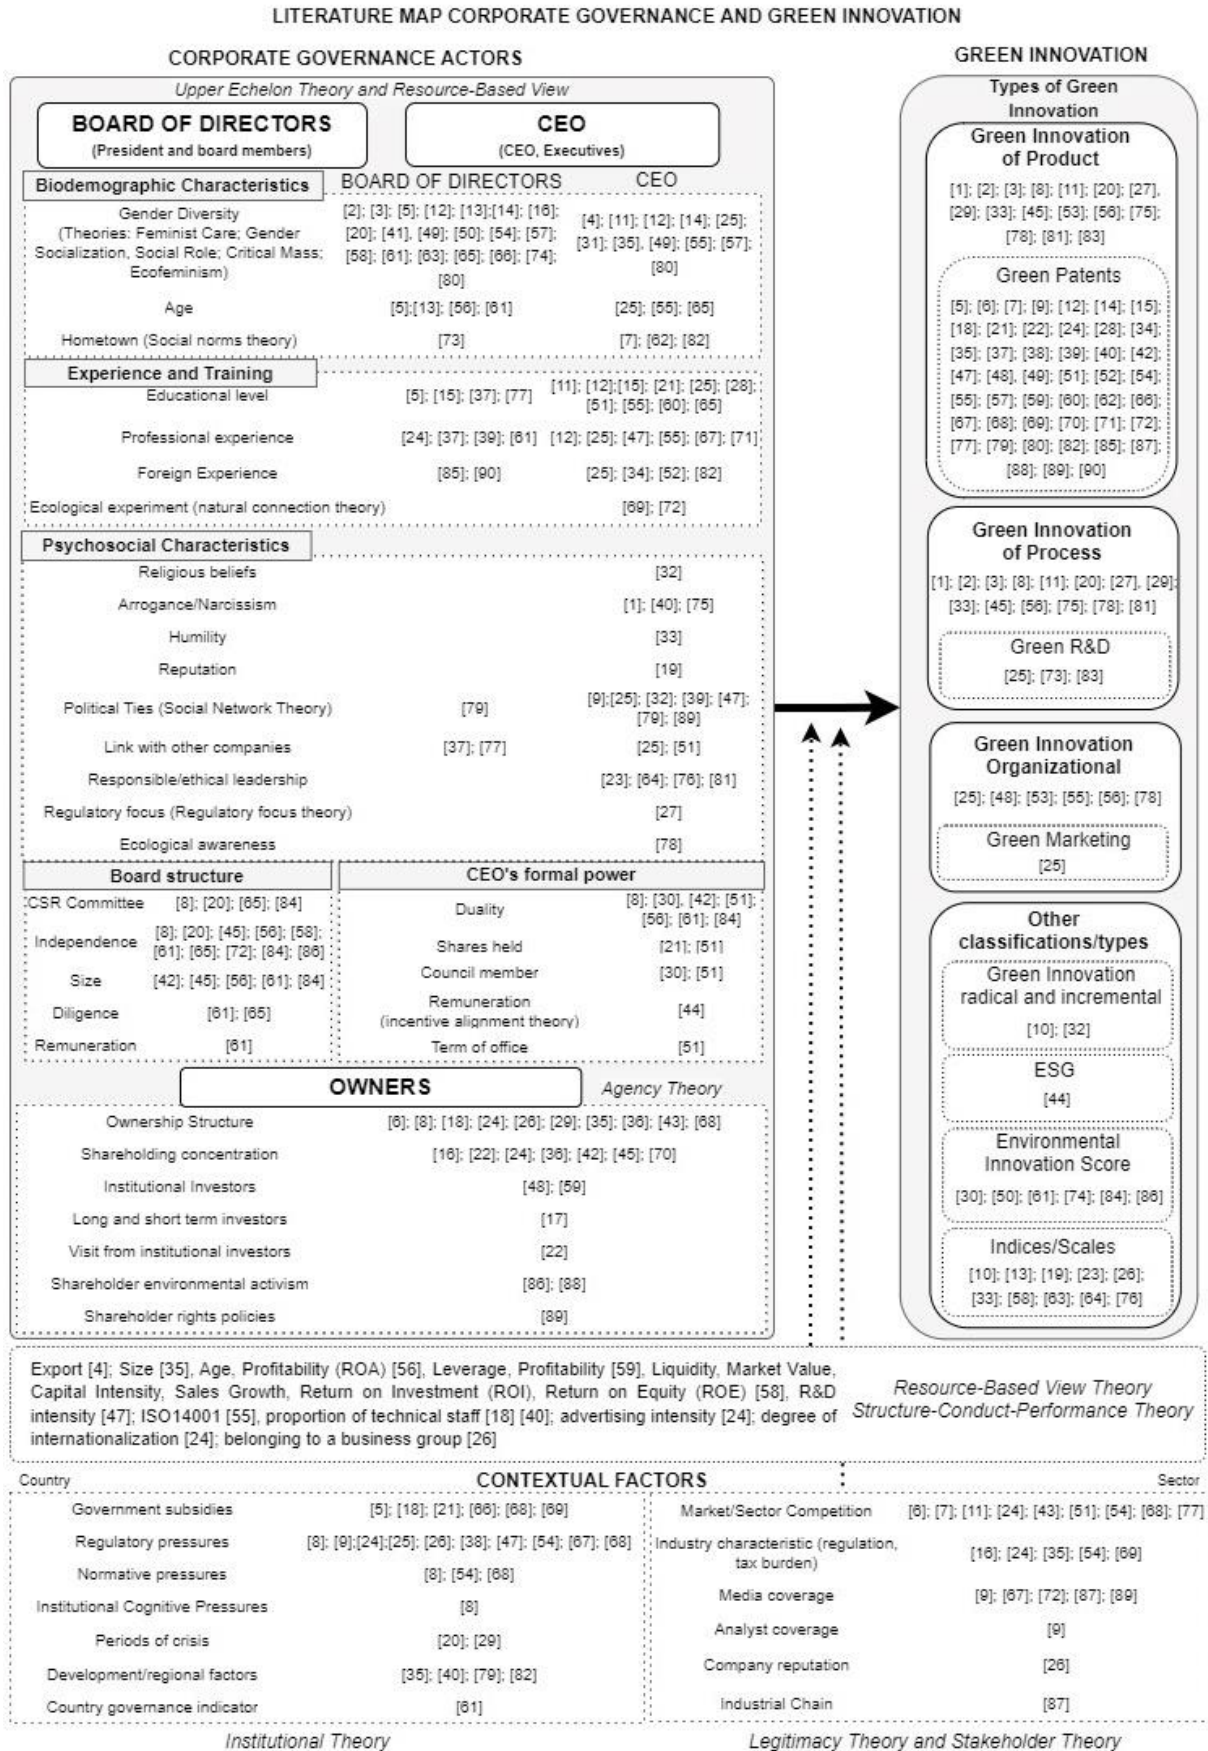 LITERATURE MAP CORPORATE GOVERNANCE AND GREEN INNOVATION
CORPORATE GOVERNANCE ACTORS
Upper Echelon Theory and Resource-Based View
BOARD OF DIRECTORS
(President and board members)
CEO
(CEO, Executives)
Biodemographic Characteristics
BOARD OF DIRECTORS
CEO
Gender Diversity
(Theories: Feminist Care; Gender
Socialization, Social Role; Critical Mass;
Ecofeminism)
[2]; [3]; [5]; [12]; [13];[14]; [16];
[20]; [41], [49]; [50]; [54]; [57];
[58]; [61]; [63]; [65]; [66]; [74];
[80]
[4]; [11]; [12]; [14]; [25];
[31]; [35], [49]; [55]; [57];
[80]
Age
[5];[13]; [56]; [61]
[25]; [55]; [65]
Hometown (Social norms theory)
[73]
[7]; [62]; [82]
Experience and Training
Educational level
[5]; [15]; [37]; [77]
[11]; [12];[15]; [21]; [25]; [28];
[51]; [55]; [60]; [65]
Professional experience
[24]; [37]; [39]; [61]
[12]; [25]; [47]; [55]; [67]; [71]
Foreign Experience
[85]; [90]
[25]; [34]; [52]; [82]
Ecological experiment (natural connection theory)
[69]; [72]
Psychosocial Characteristics
Religious beliefs
[32]
Arrogance/Narcissism
[1]; [40]; [75]
Humility
[33]
Reputation
[19]
Political Ties (Social Network Theory)
[79]
[9];[25]; [32]; [39]; [47];
[79]; [89]
Link with other companies
[37]; [77]
[25]; [51]
Responsible/ethical leadership
[23]; [64]; [76]; [81]
Regulatory focus (Regulatory focus theory)
[27]
Ecological awareness
[78]
Board structure
CSR Committee
[8]; [20]; [65]; [84]
Independence
[8]; [20]; [45]; [56]; [58];
[61]; [65]; [72]; [84]; [86]
Size
[42]; [45]; [56]; [61]; [84]
Diligence
[61]; [65]
Remuneration
[61]
CEO's formal power
Duality
[8]; [30], [42]; [51];
[56]; [61]; [84]
Shares held
[21]; [51]
Council member
[30]; [51]
Remuneration
(incentive alignment theory)
[44]
Term of office
[51]
OWNERS
Agency Theory
Ownership Structure
[6]; [8]; [18]; [24]; [26]; [29]; [35]; [36]; [43]; [68]
Shareholding concentration
[16]; [22]; [24]; [36]; [42]; [45]; [70]
Institutional Investors
[48]; [59]
Long and short term investors
[17]
Visit from institutional investors
[22]
Shareholder environmental activism
[86]; [88]
Shareholder rights policies
[89]
GREEN INNOVATION
Types of Green
Innovation
Green Innovation
of Product
[1]; [2]; [3]; [8]; [11]; [20]; [27],
[29]; [33]; [45]; [53]; [56]; [75];
[78]; [81]; [83]
Green Patents
[5]; [6]; [7]; [9]; [12]; [14]; [15];
[18]; [21]; [22]; [24]; [28]; [34];
[35]; [37]; [38]; [39]; [40]; [42];
[47]; [48], [49]; [51]; [52]; [54];
[55]; [57]; [59]; [60]; [62]; [66];
[67]; [68]; [69]; [70]; [71]; [72];
[77]; [79]; [80]; [82]; [85]; [87];
[88]; [89]; [90]
Green Innovation
of Process
[1]; [2]; [3]; [8]; [11]; [20]; [27], [29];
[33]; [45]; [56]; [75]; [78]; [81]
Green R&D
[25]; [73]; [83]
Green Innovation
Organizational
[25]; [48]; [53]; [55]; [56]; [78]
Green Marketing
[25]
Other
classifications/types
Green Innovation
radical and incremental
[10]; [32]
ESG
[44]
Environmental
Innovation Score
[30]; [50]; [61]; [74]; [84]; [86]
Indices/Scales
[10]; [13]; [19]; [23]; [26];
[33]; [58]; [63]; [64]; [76]
Export [4]; Size [35], Age, Profitability (ROA) [56], Leverage, Profitability [59], Liquidity, Market Value,
Capital Intensity, Sales Growth, Return on Investment (ROI), Return on Equity (ROE) [58], R&D
intensity [47]; ISO14001 [55], proportion of technical staff [18] [40]; advertising intensity [24]; degree of
internationalization [24]; belonging to a business group [26]
Resource-Based View Theory
Structure-Conduct-Performance Theory
Country
CONTEXTUAL FACTORS
Sector
Government subsidies
[5]; [18]; [21]; [66]; [68]; [69]
Regulatory pressures
[8]; [9];[24];[25]; [26]; [38]; [47]; [54]; [67]; [68]
Normative pressures
[8]; [54]; [68]
Institutional Cognitive Pressures
[8]
Periods of crisis
[20]; [29]
Development/regional factors
[35]; [40]; [79]; [82]
Country governance indicator
[61]
Market/Sector Competition
[6]; [7]; [11]; [24]; [43]; [51]; [54]; [68]; [77]
Industry characteristic (regulation,
tax burden)
[16]; [24]; [35]; [54]; [69]
Media coverage
[9]; [67]; [72]; [87]; [89]
Analyst coverage
[9]
Company reputation
[26]
Industrial Chain
[87]
Institutional Theory
Legitimacy Theory and Stakeholder Theory